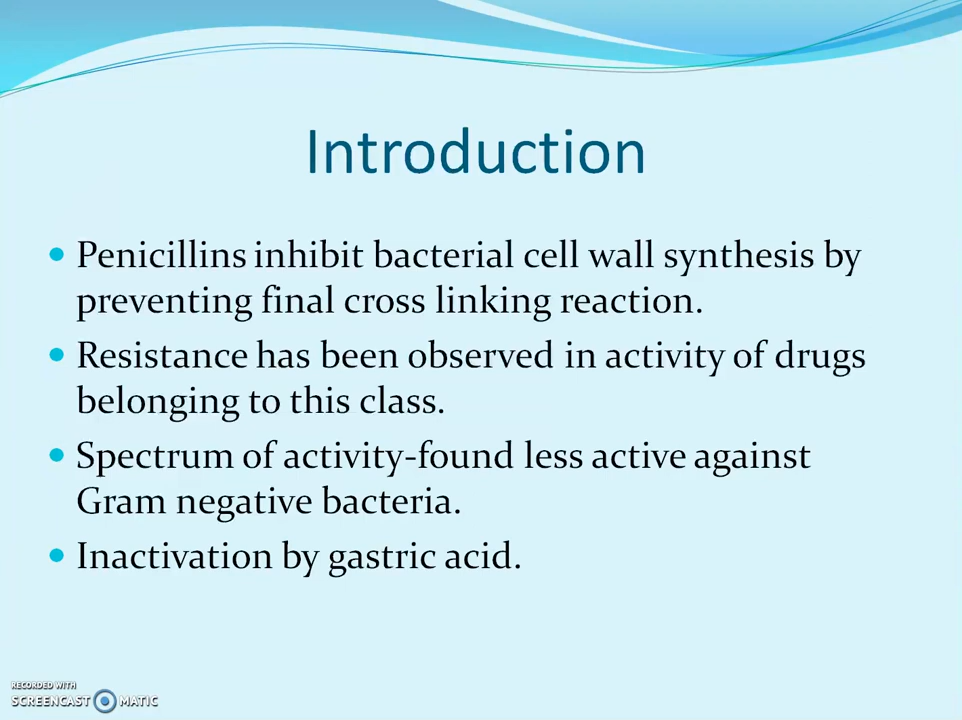 Introduction
• Penicillins inhibit bacterial cell wall synthesis by
preventing final cross linking reaction.
• Resistance has been observed in activity of drugs
belonging to this class.
• Spectrum of activity-found less active against
Gram negative bacteria.
• Inactivation by gastric acid.
RECORDED WITH
SCREENCAST MATIC